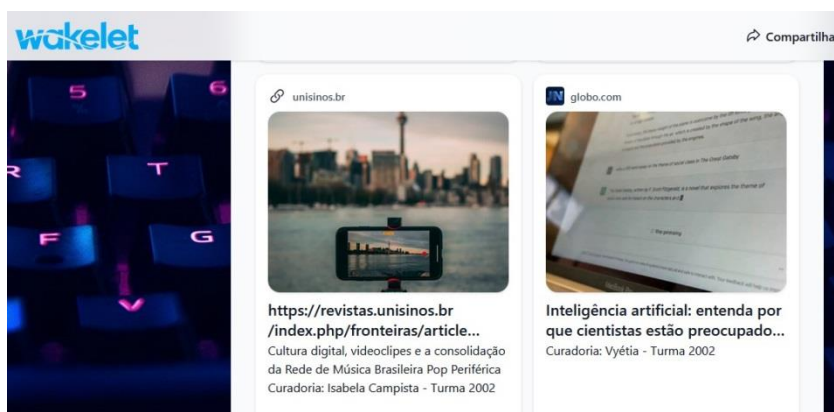 wakelet
Compartilha
5
6
R
T
F
G
V
unisinos.br
globo.com
https://revistas.unisinos.br
/index.php/fronteiras/article...
Cultura digital, videoclipes e a consolidação
da Rede de Música Brasileira Pop Periférica
Curadoria: Isabela Campista - Turma 2002
Inteligência artificial: entenda por
que cientistas estão preocupado...
Curadoria: Vyétia - Turma 2002